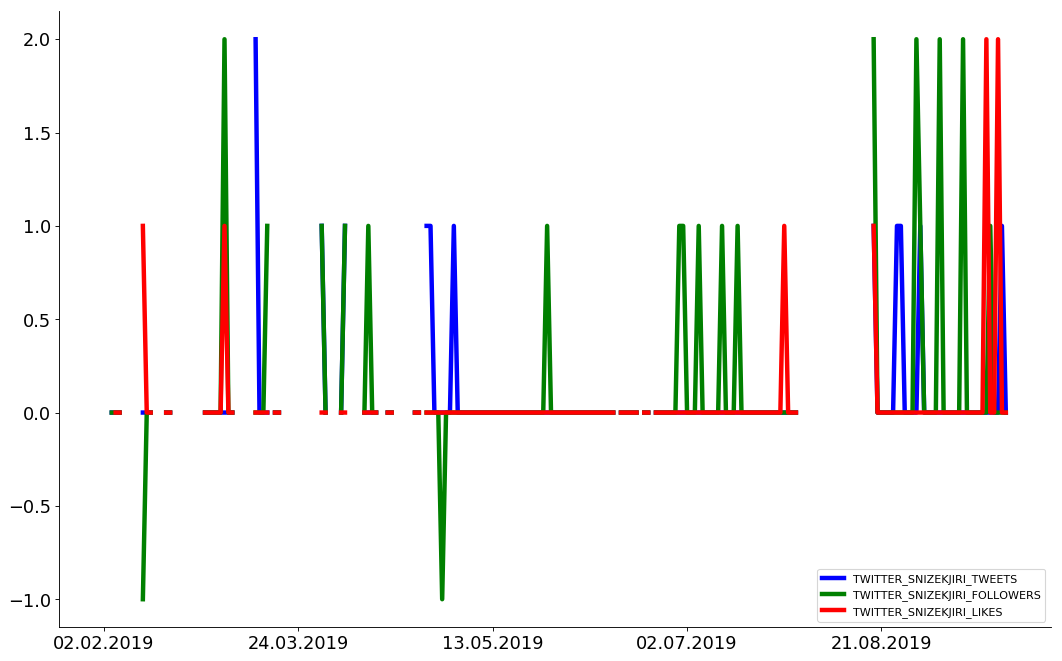 2.0
1.5
1.0
0.5
0.0
−0.5
−1.0
02.02.2019 24.03.2019 13.05.2019 02.07.2019 21.08.2019
TWITTER_SNIZEKJIRI_TWEETS
TWITTER_SNIZEKJIRI_FOLLOWERS
TWITTER_SNIZEKJIRI_LIKES